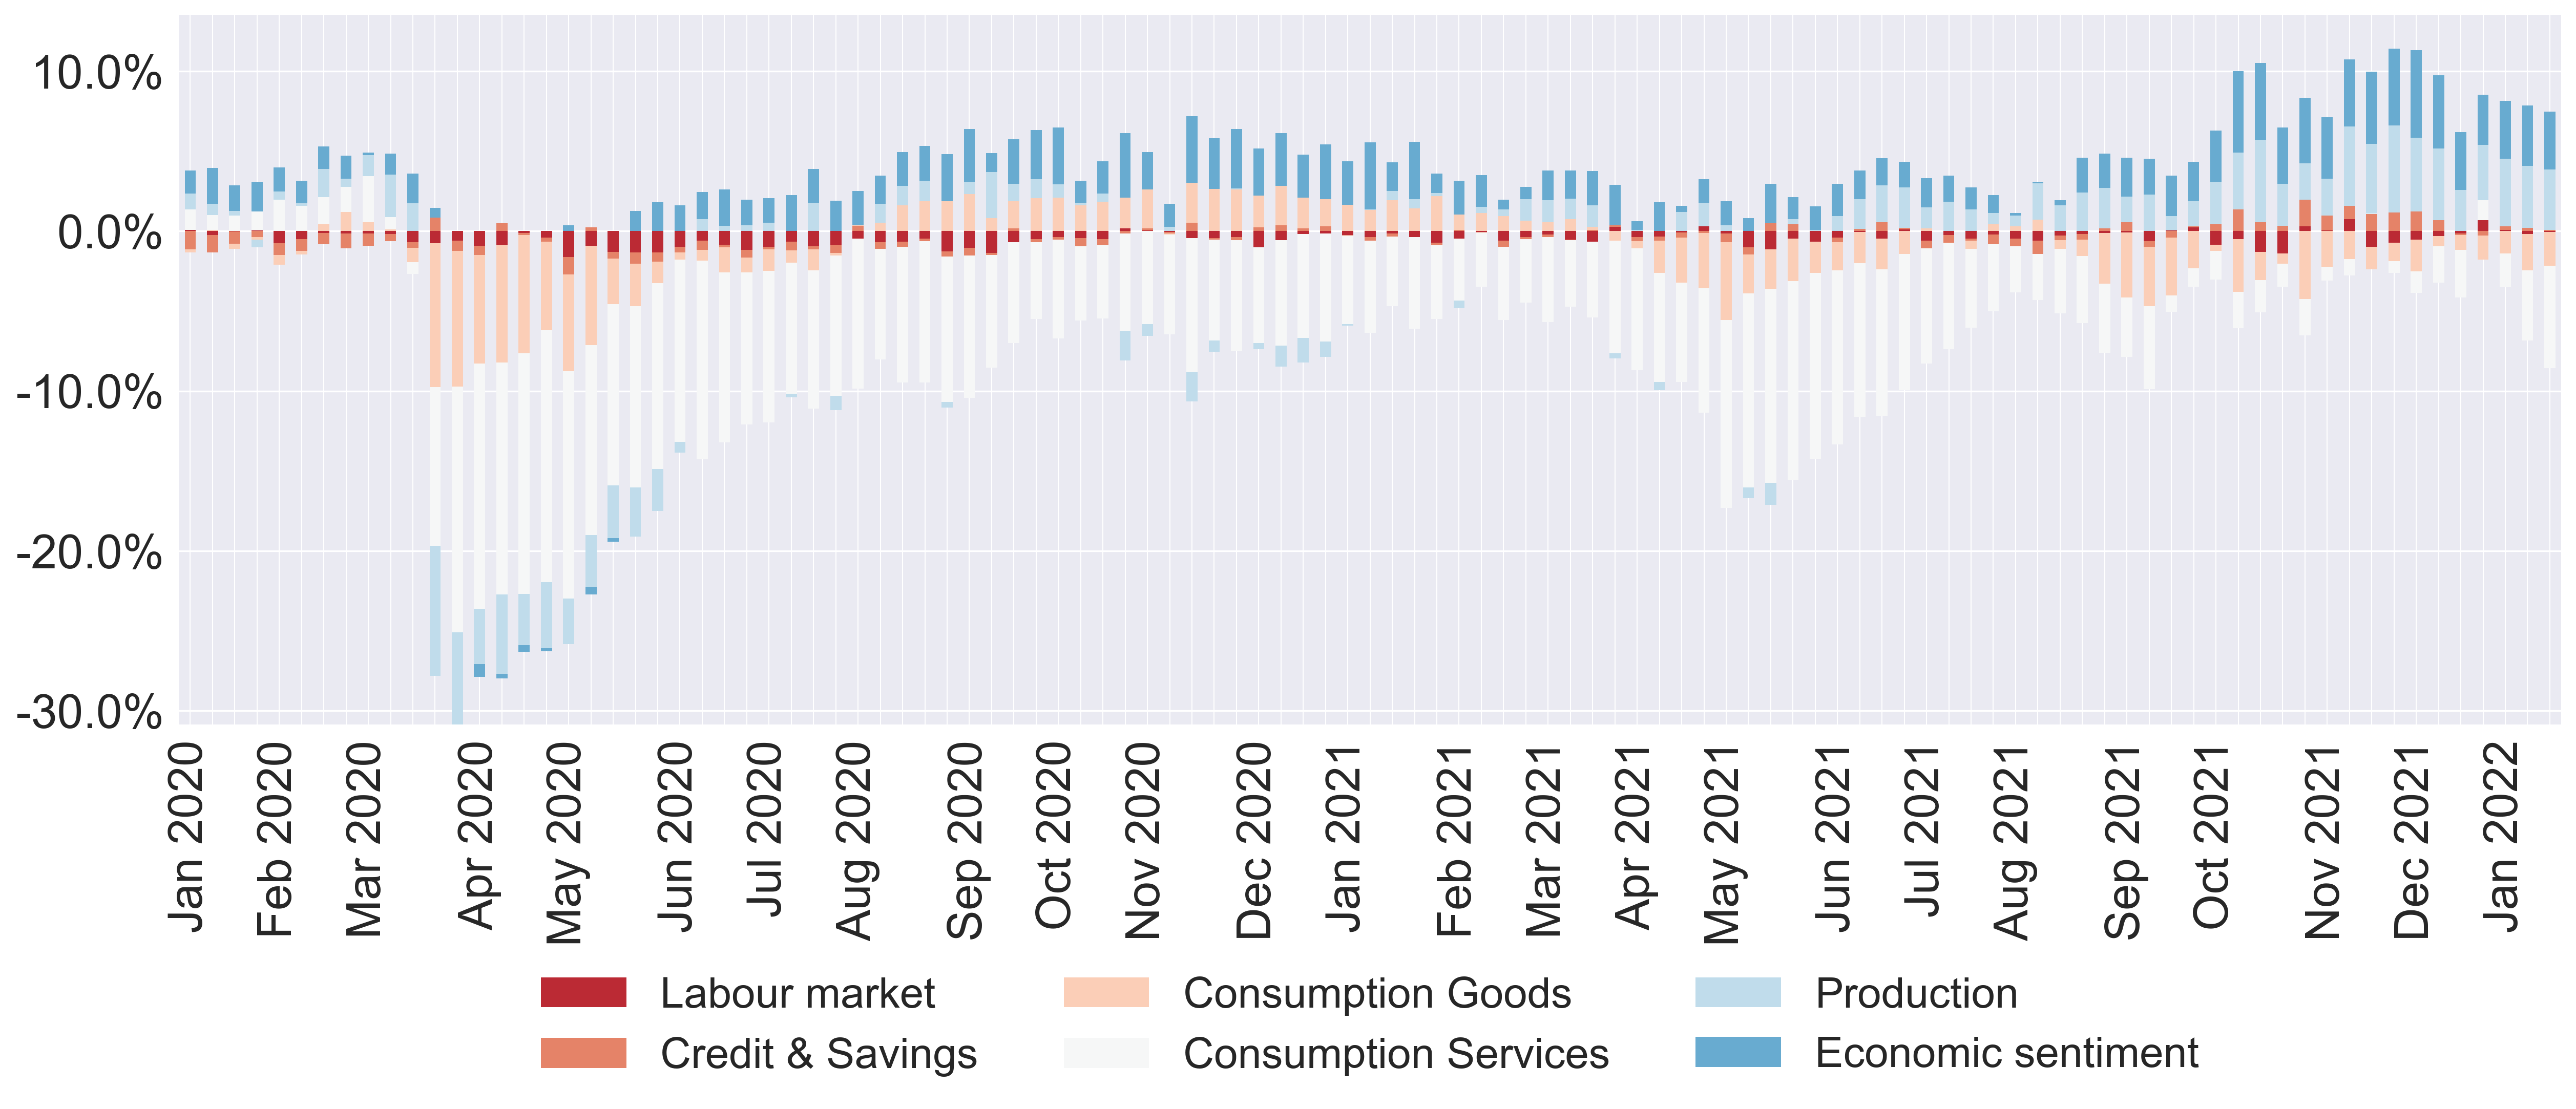 10.0%
0.0%
-10.0%
-20.0%
-30.0%
Jan 2020
Feb 2020
Mar 2020
Apr 2020
May 2020
Jun 2020
Jul 2020
Aug 2020
Sep 2020
Oct 2020
Nov 2020
Dec 2020
Jan 2021
Feb 2021
Mar 2021
Apr 2021
May 2021
Jun 2021
Jul 2021
Aug 2021
Sep 2021
Oct 2021
Nov 2021
Dec 2021
Jan 2022
Labour market
Credit & Savings
Consumption Goods
Consumption Services
Production
Economic sentiment